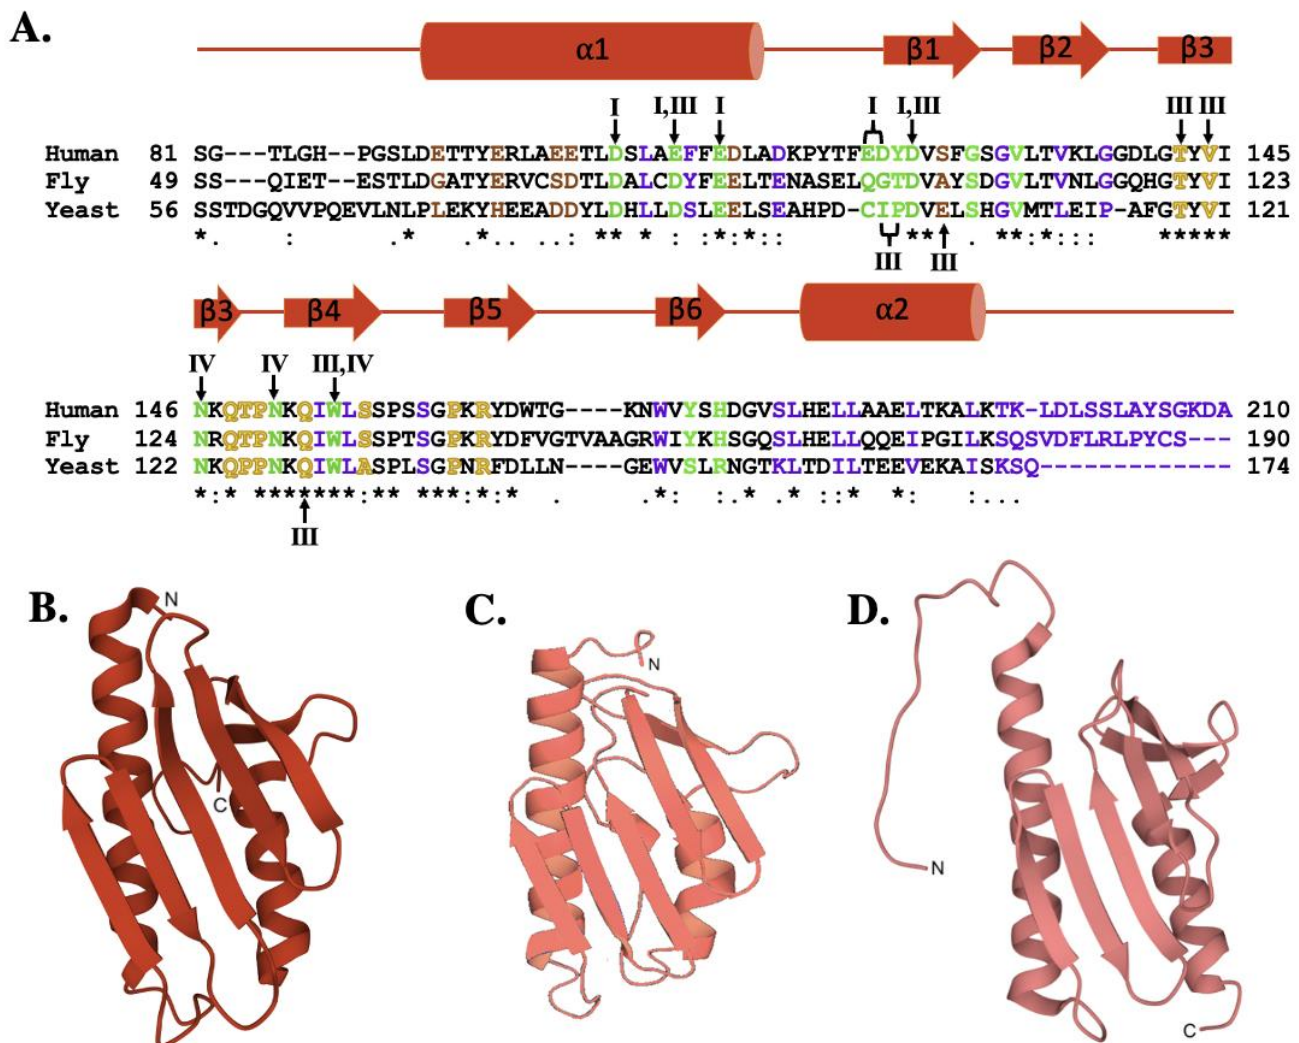 A.
α1 β1 β2 β3
I I,III I I I,III III III
Human 81 SG---TLGH--PGSLDETTYERLAEETLDSLAEFFEDLADKPYTFEDYDVSFGSGVLTVKLGGDLGTYVI 145
Fly 49 SS---QIET--ESTLDGATYERVCSDTLDALCDYFEELTENASELQGTDVAYSDGVLTVNLGGQHGTYVI 123
Yeast 56 SSTDGQVVPQEVLNLPLEKYHEEADDYLDHLLDSLEELSEAHPD-CIPDVELSHGVMTLEIP-AFGTYVI 121
*. : .* .*.. .: ** * : :*:*:: ** . **:*::: *****
III III
β3 β4 β5 β6 α2
IV IV III,IV
Human 146 NKQTPNKQIWLSSPSSGPKRYDWTG----KNWVYSHDGVSLHELLAAELTKALKTK-LDLSSLAYSGKDA 210
Fly 124 NRQTPNKQIWLSSPTSGPKRYDFVGTVAAGRWIYKHSGQSLHELLQQEIPGILKSQSVDFLRLPYCS--- 190
Yeast 122 NKQPPNKQIWLASPLSGPNRFDLLN----GEWVSLRNGTKLTDILTEEVEKAISKSQ------------- 174
*:* *******:** ***:*:* . *: :. .* ::* *: :...
III
B. N C
C. N
D. N C